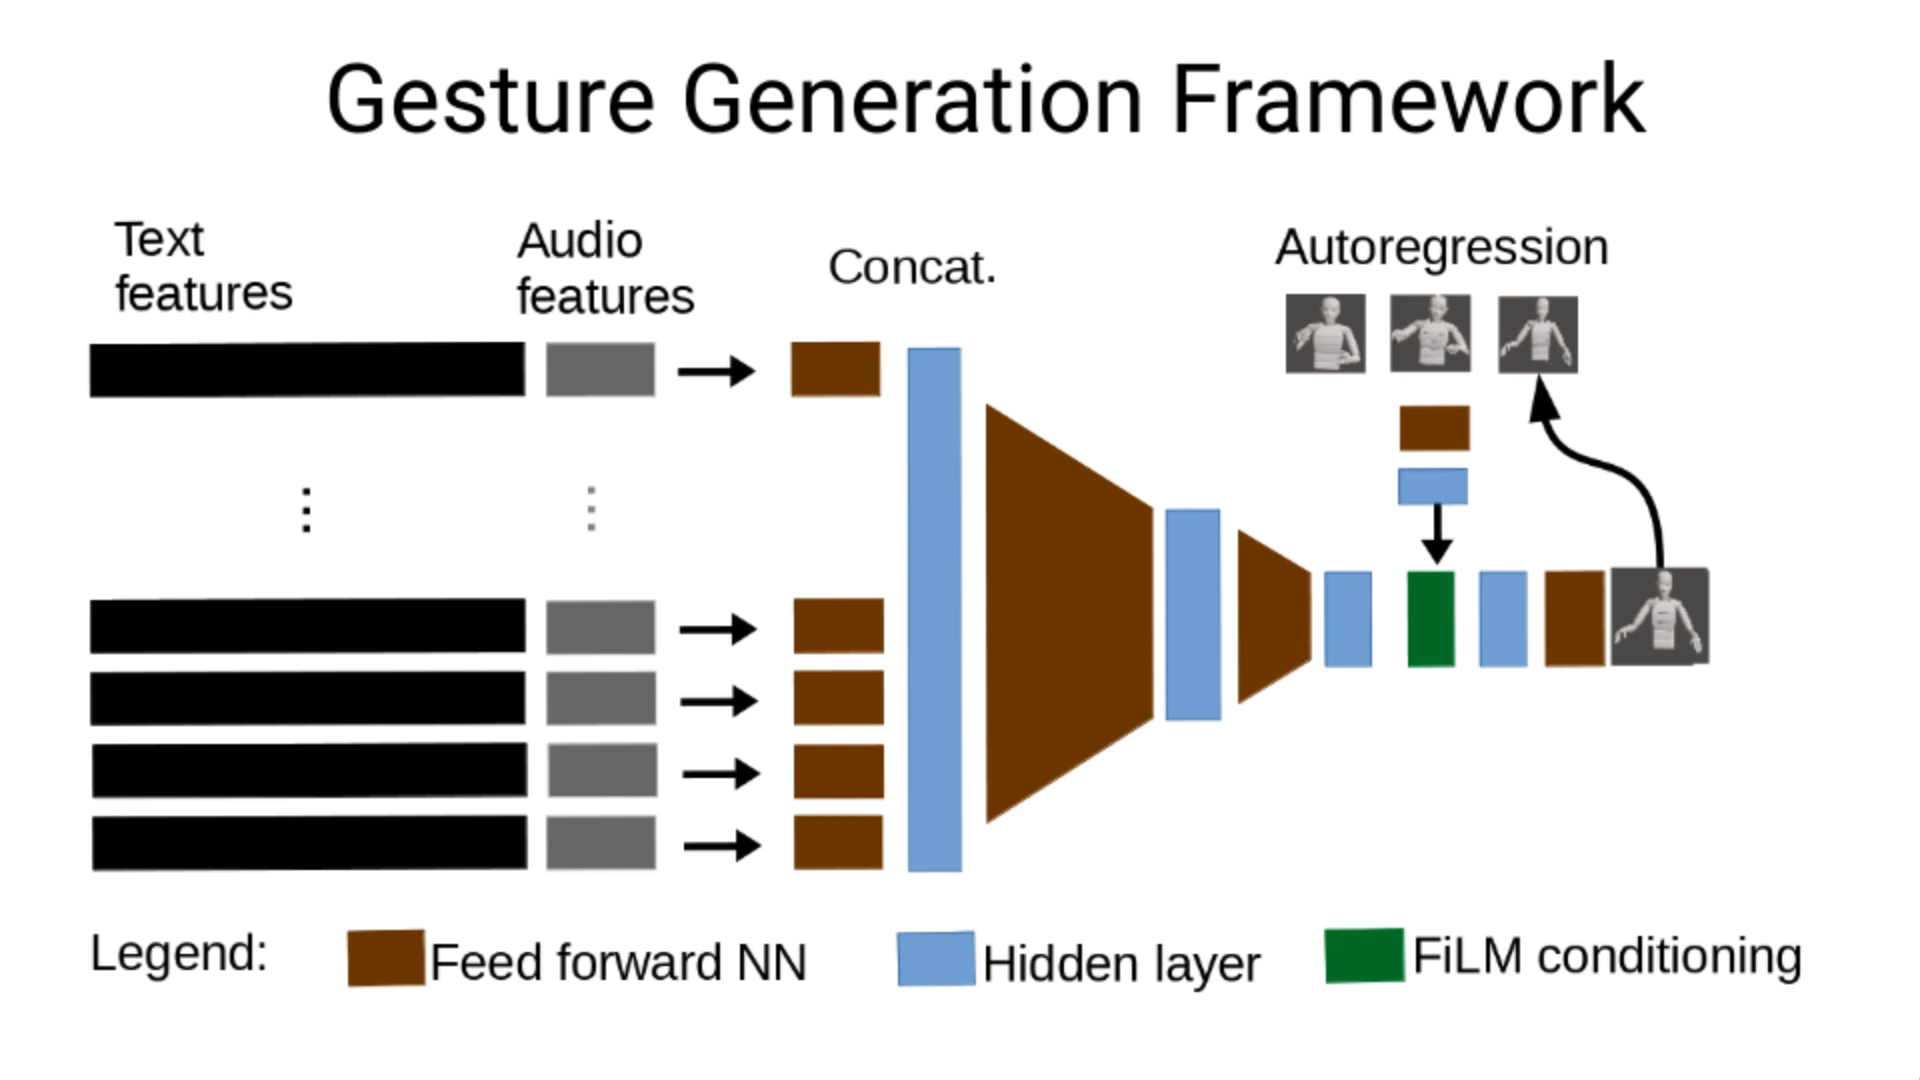 Gesture Generation Framework
Text
features
Audio
features
Concat.
Autoregression
Legend:
Feed forward NN
Hidden layer
FiLM conditioning